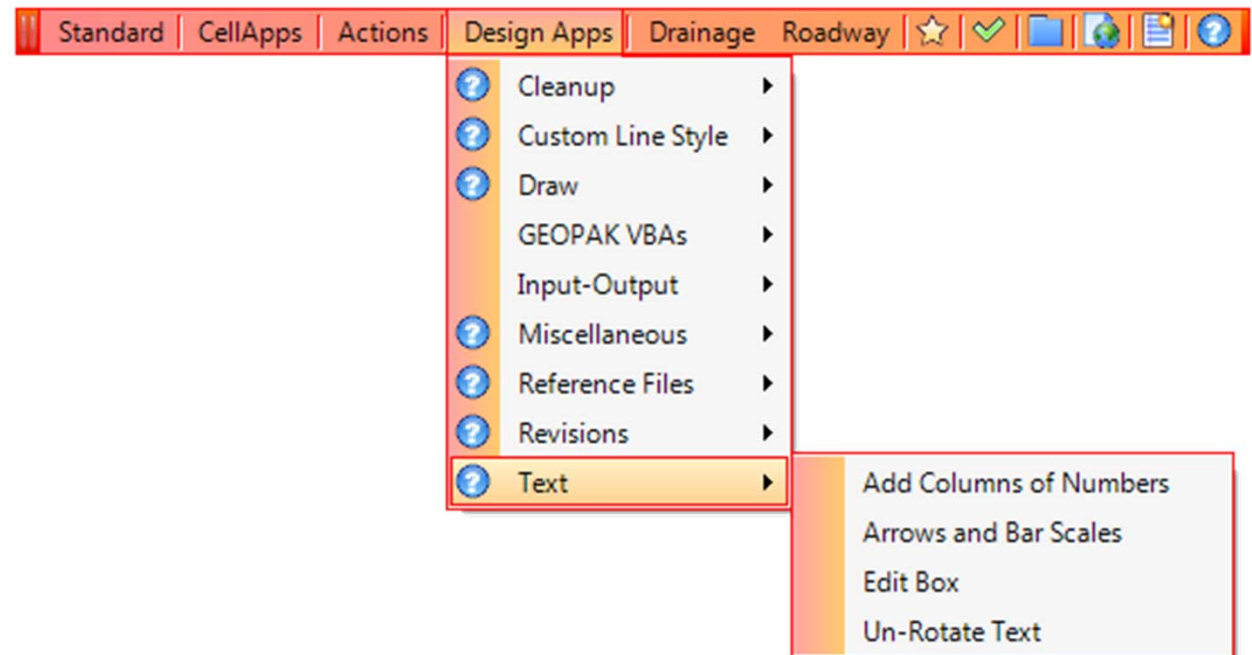 Standard CellApps Actions Design Apps Drainage Roadway
Cleanup
Custom Line Style
Draw
GEOPAK VBAs
Input-Output
Miscellaneous
Reference Files
Revisions
Text
Add Columns of Numbers
Arrows and Bar Scales
Edit Box
Un-Rotate Text